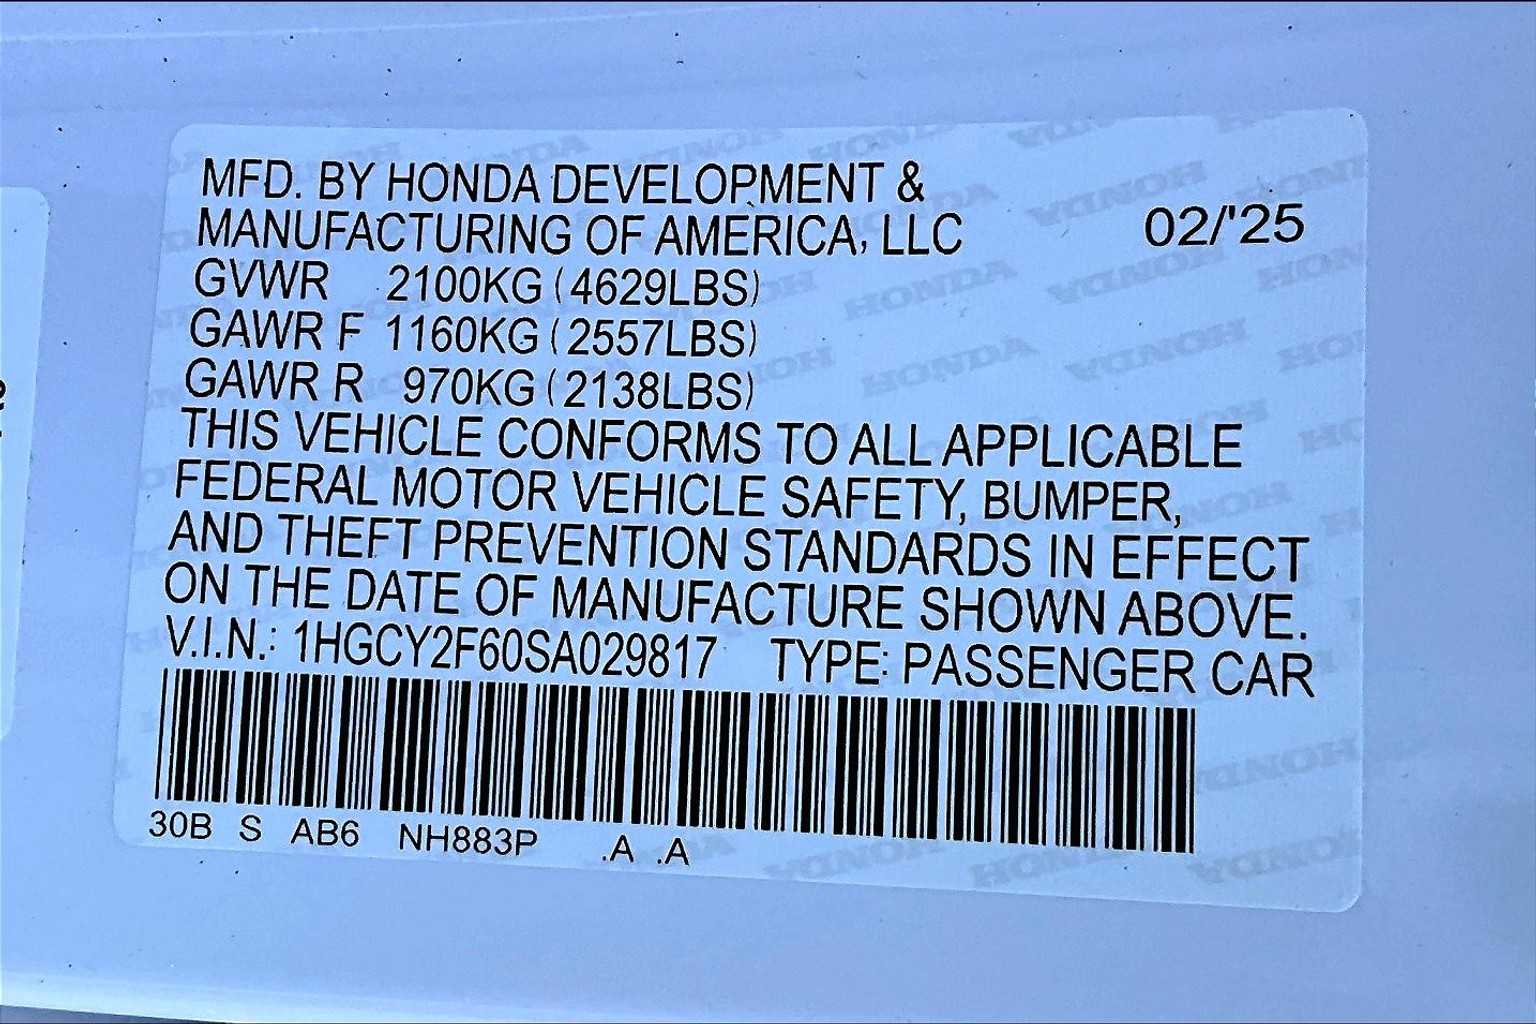 MFD. BY HONDA DEVELOPMENT &
MANUFACTURING OF AMERICA, LLC 02/'25
GVWR 2100KG (4629LBS)
GAWR F 1160KG (2557LBS)
GAWR R 970KG (2138LBS)
THIS VEHICLE CONFORMS TO ALL APPLICABLE
FEDERAL MOTOR VEHICLE SAFETY, BUMPER,
AND THEFT PREVENTION STANDARDS IN EFFECT
ON THE DATE OF MANUFACTURE SHOWN ABOVE.
V.I.N.: 1HGCY2F60SA029817 TYPE: PASSENGER CAR
30B S AB6 NH883P .A .A